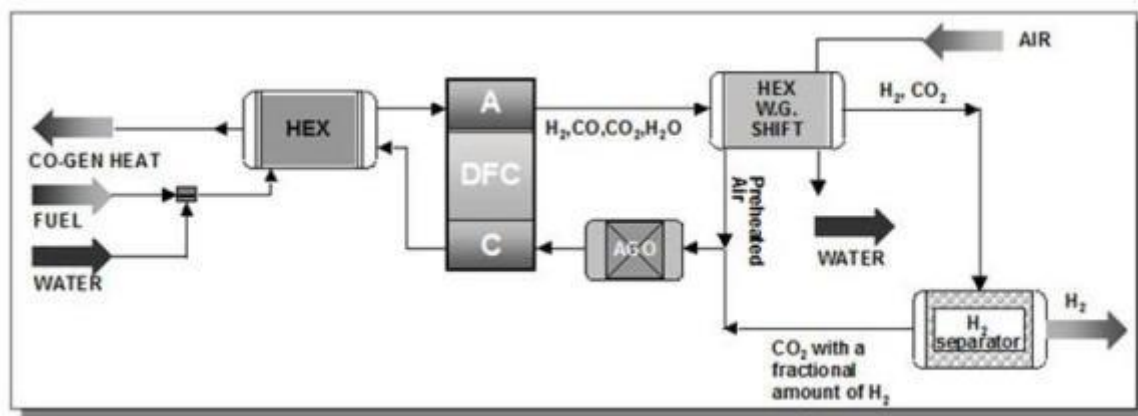 AIR
HEX
W.G.
SHIFT
H₂, CO₂
HEX
A
H₂,CO,CO₂,H₂O
CO-GEN HEAT
DFC
FUEL
Preheated
Air
C
AGO
WATER
WATER
H₂
separator
H₂
CO₂ with a
fractional
amount of H₂